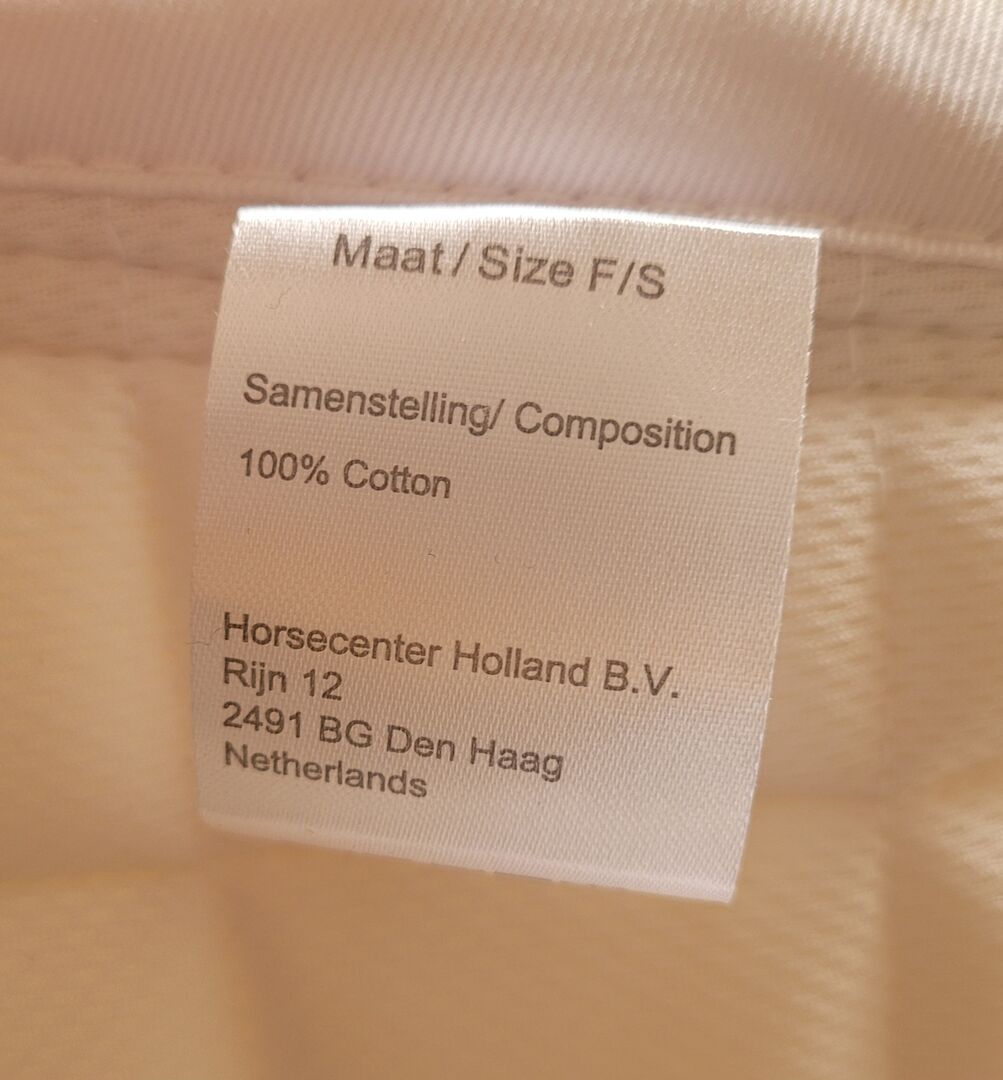 Maat / Size F/S
Samenstelling/ Composition
100% Cotton
Horsecenter Holland B.V.
Rijn 12
2491 BG Den Haag
Netherlands